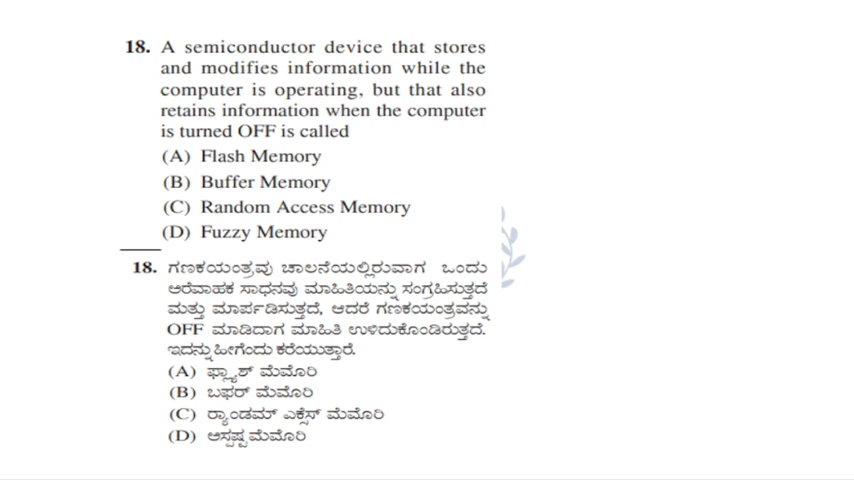 18. A semiconductor device that stores
and modifies information while the
computer is operating, but that also
retains information when the computer
is turned OFF is called
(A) Flash Memory
(B) Buffer Memory
(C) Random Access Memory
(D) Fuzzy Memory
18. ಗಣಕಯಂತ್ರವು ಚಾಲನೆಯಲ್ಲಿರುವಾಗ ಒಂದು
ಅರೆವಾಹಕ ಸಾಧನವು ಮಾಹಿತಿಯನ್ನು ಸಂಗ್ರಹಿಸುತ್ತದೆ
ಮತ್ತು ಮಾರ್ಪಡಿಸುತ್ತದೆ, ಆದರೆ ಗಣಕಯಂತ್ರವನ್ನು
OFF ಮಾಡಿದಾಗ ಮಾಹಿತಿ ಉಳಿದುಕೊಂಡಿರುತ್ತದೆ.
ಇದನ್ನು ಹೀಗೆಂದು ಕರೆಯುತ್ತಾರೆ.
(A) ಫ್ಲ್ಯಾಶ್ ಮೆಮೊರಿ
(B) ಬಫರ್ ಮೆಮೊರಿ
(C) ರ‍್ಯಾಂಡಮ್ ಎಕ್ಸೆಸ್ ಮೆಮೊರಿ
(D) ಅಸ್ಪಷ್ಟ ಮೆಮೊರಿ